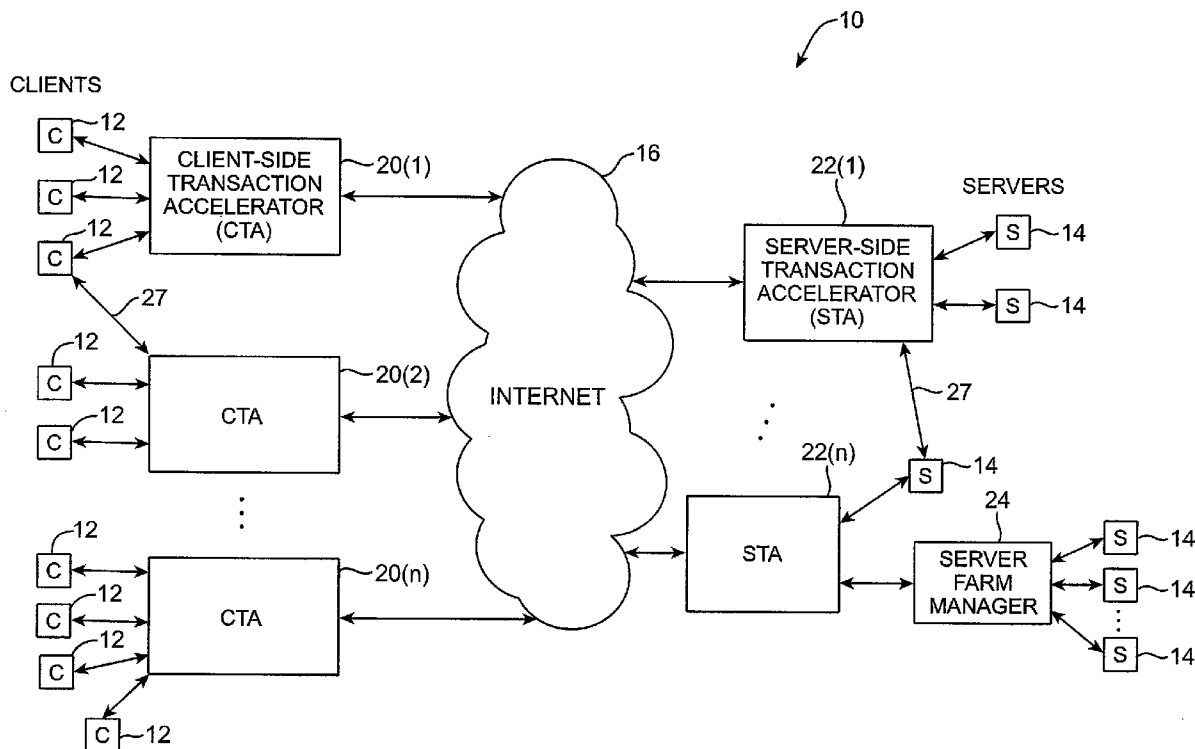 10
CLIENTS
C 12
CLIENT-SIDE
TRANSACTION
ACCELERATOR
(CTA)
20(1)
C 12
C 12
27
16
INTERNET
22(1)
SERVERS
SERVER-SIDE
TRANSACTION
ACCELERATOR
(STA)
S 14
S 14
27
C 12
CTA
20(2)
C 12
22(n)
STA
S 14
24
SERVER
FARM
MANAGER
S 14
S 14
S 14
C 12
CTA
20(n)
C 12
C 12
C 12